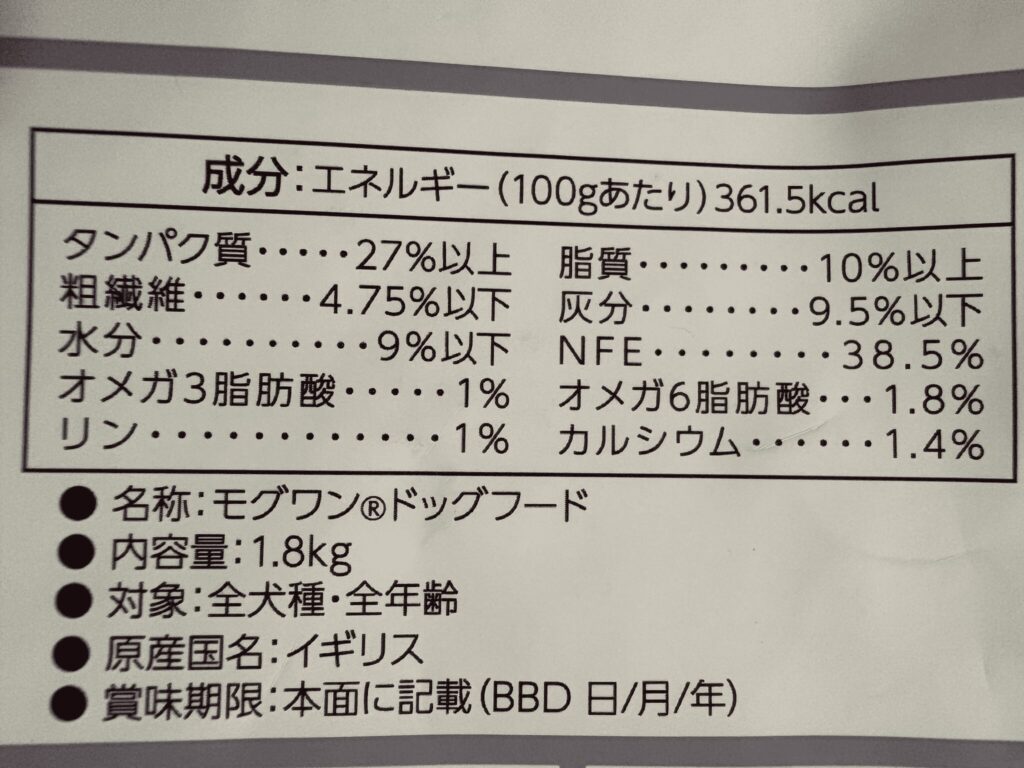 成分:エネルギー(100gあたり)361.5kcal
タンパク質・・・・・27%以上 脂質・・・・・・・・・10%以上
粗繊維・・・・・・4.75%以下 灰分・・・・・・・・9.5%以下
水分・・・・・・・・・・9%以下 NFE・・・・・・・・38.5%
オメガ3脂肪酸・・・・・1% オメガ6脂肪酸・・・1.8%
リン・・・・・・・・・・・・・1% カルシウム・・・・・・1.4%
● 名称:モグワン®ドッグフード
● 内容量:1.8kg
● 対象:全犬種・全年齢
● 原産国名:イギリス
● 賞味期限:本面に記載(BBD 日/月/年)